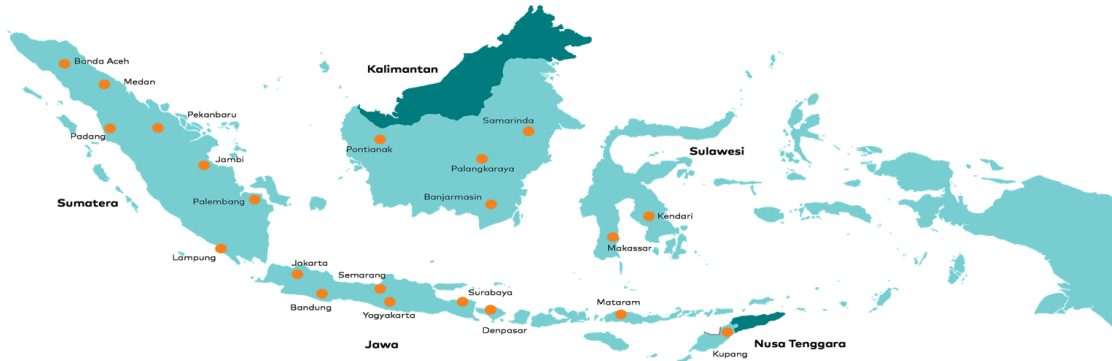 Banda Aceh
Medan
Pekanbaru
Padang
Jambi
Sumatera
Palembang
Lampung
Kalimantan
Samarinda
Pontianak
Palangkaraya
Banjarmasin
Sulawesi
Kendari
Makassar
Jakarta
Semarang
Bandung
Yogyakarta
Surabaya
Denpasar
Jawa
Mataram
Nusa Tenggara
Kupang